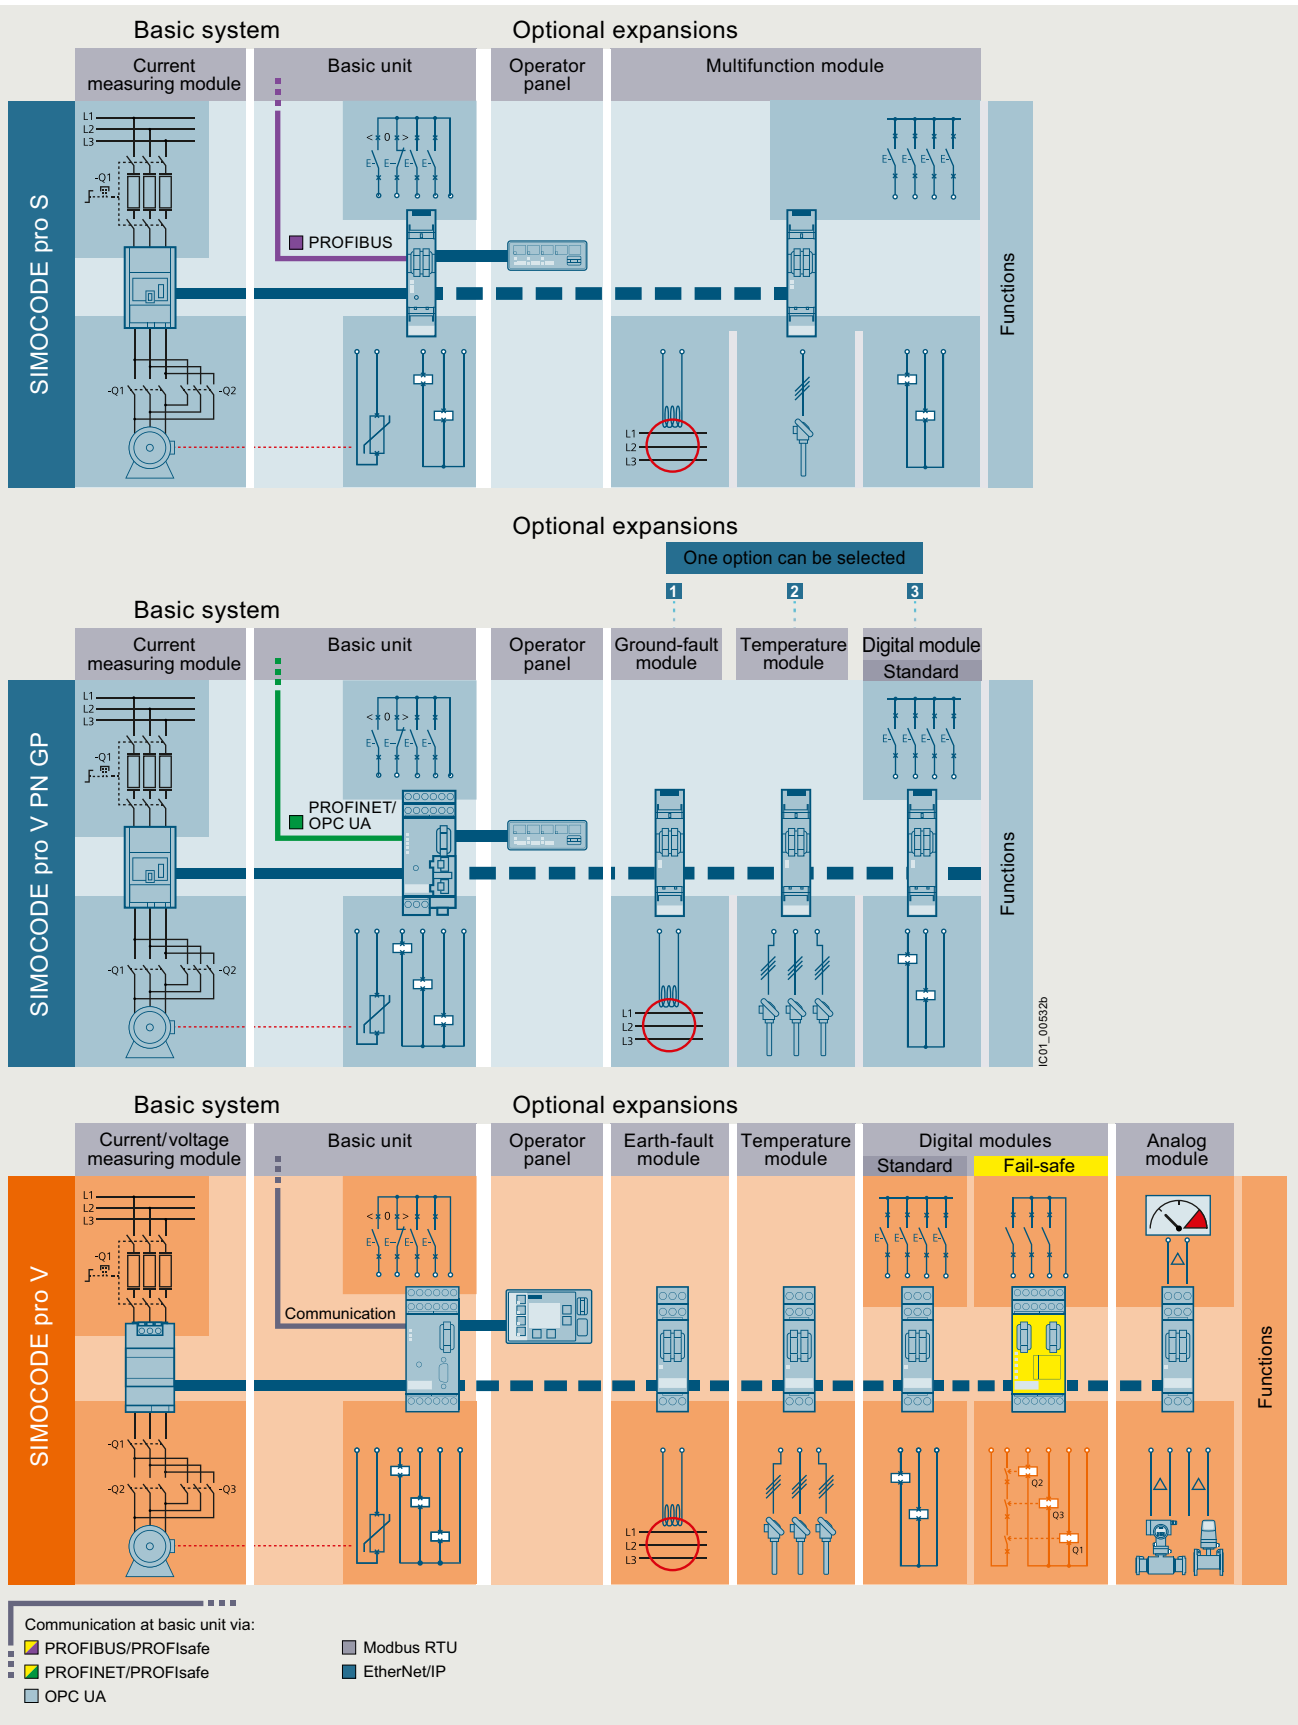 Basic system
Optional expansions
Current
measuring module
Basic unit
Operator
panel
Multifunction module
SIMOCODE pro S
L1
L2
L3
-Q1
< 0 >
E- E- E-
E- E- E-
PROFIBUS
Functions
-Q1
-Q2
L1
L2
L3
Optional expansions
One option can be selected
1 2 3
Basic system
Current
measuring module
Basic unit
Operator
panel
Ground-fault
module
Temperature
module
Digital module
Standard
SIMOCODE pro V PN GP
L1
L2
L3
-Q1
< 0 >
E- E- E- E-
E- E- E- E-
PROFINET/
OPC UA
Functions
-Q1
-Q2
L1
L2
L3
IC01_00532b
Basic system
Optional expansions
Current/voltage
measuring module
Basic unit
Operator
panel
Earth-fault
module
Temperature
module
Digital modules
Standard
Fail-safe
Analog
module
SIMOCODE pro V
L1
L2
L3
-Q1
< 0 >
E- E- E- E-
E- E- E- E-
Communication
Functions
-Q1
-Q2
-Q3
L1
L2
L3
Q2
Q3
Q1
Communication at basic unit via:
PROFIBUS/PROFIsafe
PROFINET/PROFIsafe
OPC UA
Modbus RTU
EtherNet/IP